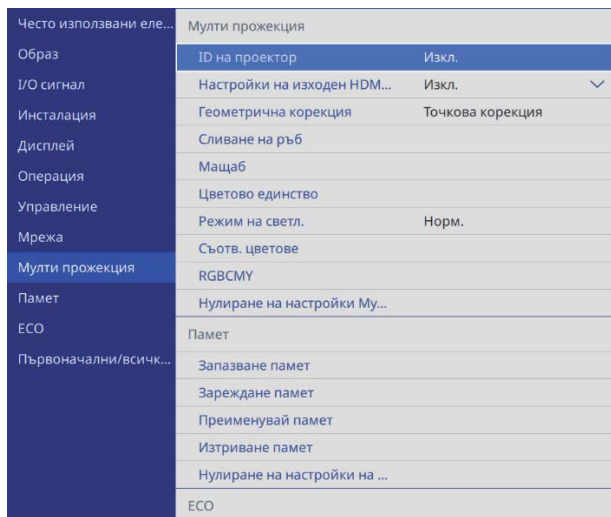 Често използвани еле...
Образ
I/O сигнал
Инсталация
Дисплей
Операция
Управление
Мрежа
Мулти прожекция
Памет
ECO
Първоначални/всичк...
Мулти прожекция
ID на проектор Изкл.
Настройки на изходен HDM... Изкл.
Геометрична корекция Точкова корекция
Сливане на ръб
Мащаб
Цветово единство
Режим на светл. Норм.
Съотв. цветове
RGBCMY
Нулиране на настройки Му...
Памет
Запазване памет
Зареждане памет
Преименувай памет
Изтриване памет
Нулиране на настройки на ...
ECO